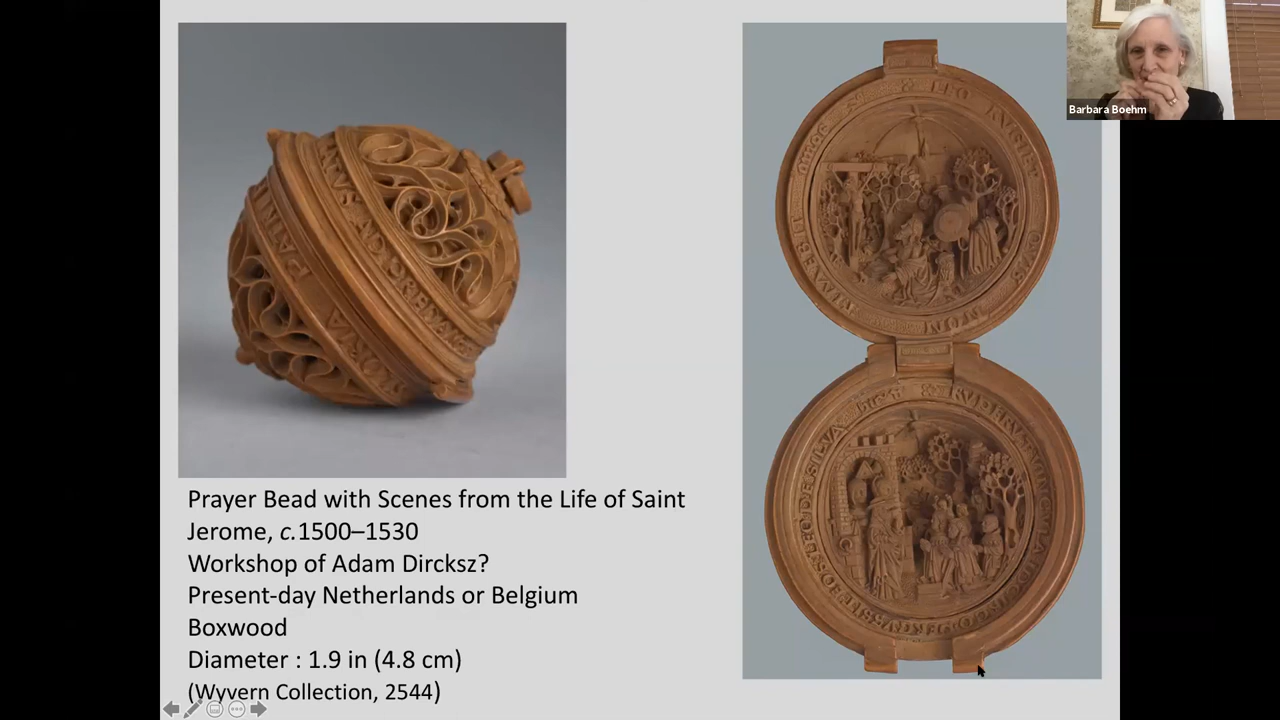 Barbara Boehm
Prayer Bead with Scenes from the Life of Saint
Jerome, c.1500–1530
Workshop of Adam Dircksz?
Present-day Netherlands or Belgium
Boxwood
Diameter : 1.9 in (4.8 cm)
(Wyvern Collection, 2544)